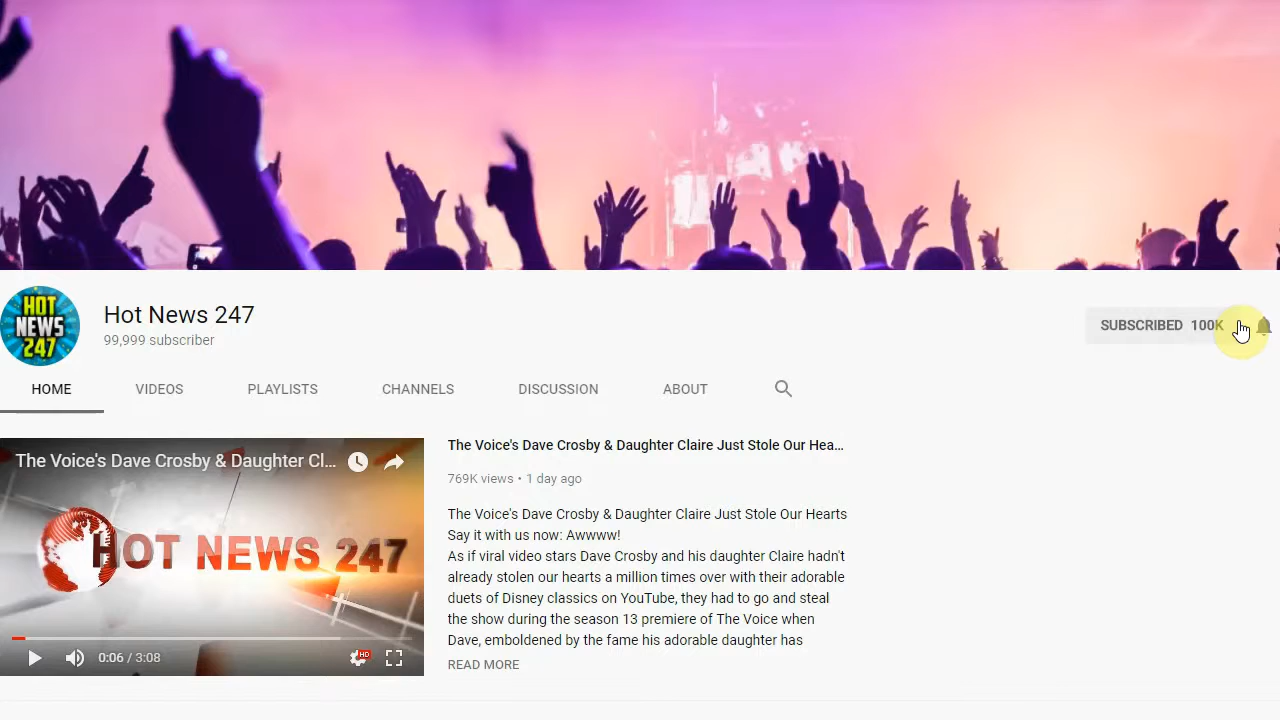 HOT
NEWS
247
Hot News 247
99,999 subscriber
SUBSCRIBED 100K
HOME VIDEOS PLAYLISTS CHANNELS DISCUSSION ABOUT
The Voice's Dave Crosby & Daughter Cl...
HOT NEWS 247
0:06 / 3:08
HD
The Voice's Dave Crosby & Daughter Claire Just Stole Our Hea...
769K views • 1 day ago
The Voice's Dave Crosby & Daughter Claire Just Stole Our Hearts
Say it with us now: Awwww!
As if viral video stars Dave Crosby and his daughter Claire hadn't
already stolen our hearts a million times over with their adorable
duets of Disney classics on YouTube, they had to go and steal
the show during the season 13 premiere of The Voice when
Dave, emboldened by the fame his adorable daughter has
READ MORE